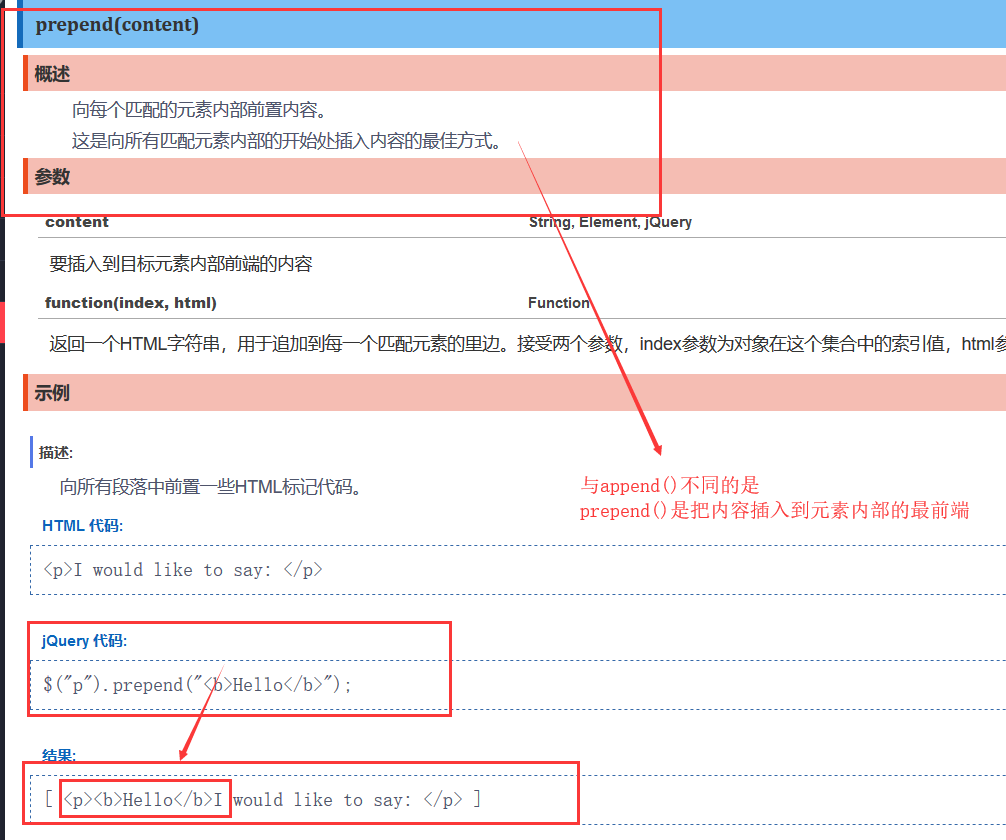 prepend(content)
概述
向每个匹配的元素内部前置内容。
这是向所有匹配元素内部的开始处插入内容的最佳方式。
参数
content String, Element, jQuery
要插入到目标元素内部前端的内容
function(index, html) Function
返回一个HTML字符串，用于追加到每一个匹配元素的里边。接受两个参数，index参数为对象在这个集合中的索引值，html参
示例
描述:
向所有段落中前置一些HTML标记代码。
与append()不同的是
prepend()是把内容插入到元素内部的最前端
HTML 代码:
<p>I would like to say: </p>
jQuery 代码:
$("p").prepend("<b>Hello</b>");
结果:
[ <p><b>Hello</b>I would like to say: </p> ]